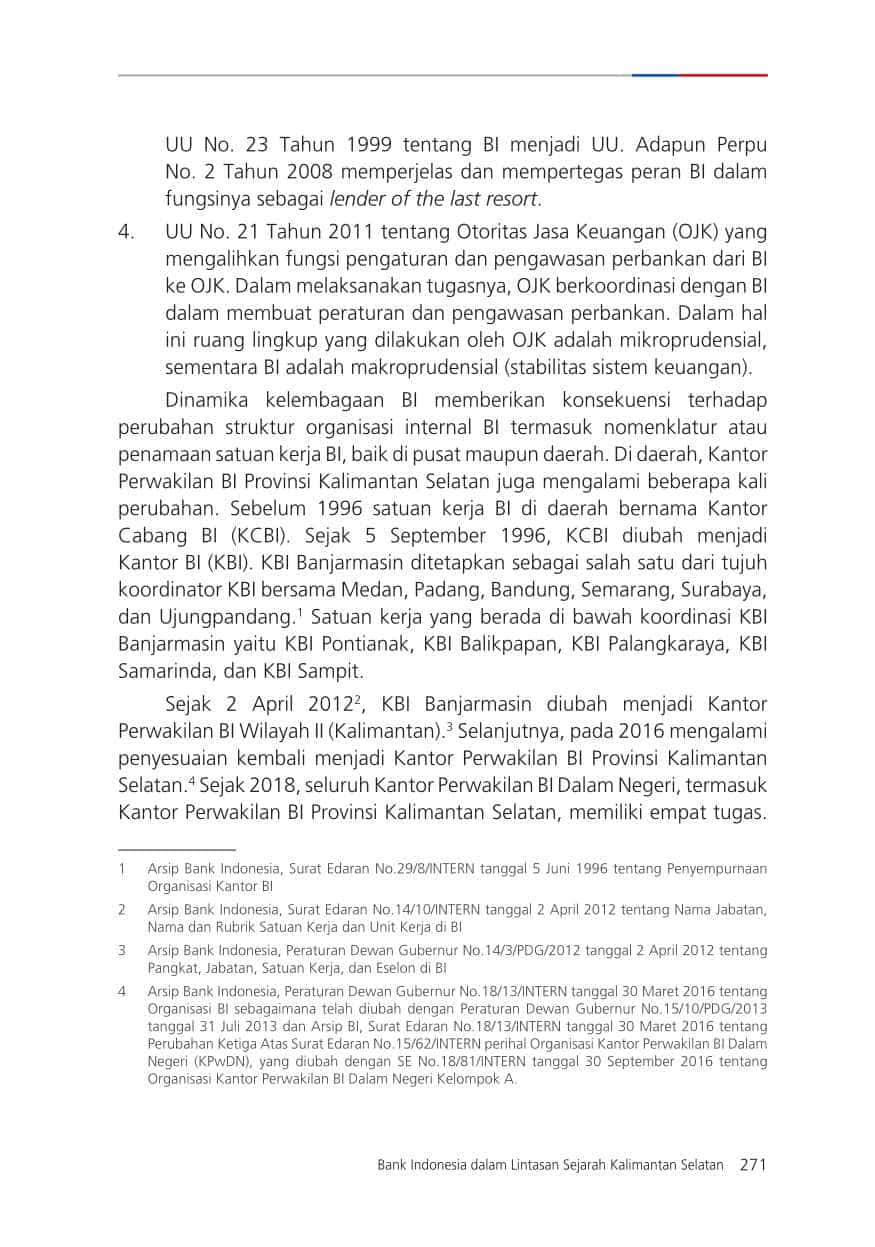 UU No. 23 Tahun 1999 tentang BI menjadi UU. Adapun Perpu
No. 2 Tahun 2008 memperjelas dan mempertegas peran BI dalam
fungsinya sebagai lender of the last resort.
4. UU No. 21 Tahun 2011 tentang Otoritas Jasa Keuangan (OJK) yang
mengalihkan fungsi pengaturan dan pengawasan perbankan dari BI
ke OJK. Dalam melaksanakan tugasnya, OJK berkoordinasi dengan BI
dalam membuat peraturan dan pengawasan perbankan. Dalam hal
ini ruang lingkup yang dilakukan oleh OJK adalah mikroprudensial,
sementara BI adalah makroprudensial (stabilitas sistem keuangan).
Dinamika kelembagaan BI memberikan konsekuensi terhadap
perubahan struktur organisasi internal BI termasuk nomenklatur atau
penamaan satuan kerja BI, baik di pusat maupun daerah. Di daerah, Kantor
Perwakilan BI Provinsi Kalimantan Selatan juga mengalami beberapa kali
perubahan. Sebelum 1996 satuan kerja BI di daerah bernama Kantor
Cabang BI (KCBI). Sejak 5 September 1996, KCBI diubah menjadi
Kantor BI (KBI). KBI Banjarmasin ditetapkan sebagai salah satu dari tujuh
koordinator KBI bersama Medan, Padang, Bandung, Semarang, Surabaya,
dan Ujungpandang.¹ Satuan kerja yang berada di bawah koordinasi KBI
Banjarmasin yaitu KBI Pontianak, KBI Balikpapan, KBI Palangkaraya, KBI
Samarinda, dan KBI Sampit.
Sejak 2 April 2012², KBI Banjarmasin diubah menjadi Kantor
Perwakilan BI Wilayah II (Kalimantan).³ Selanjutnya, pada 2016 mengalami
penyesuaian kembali menjadi Kantor Perwakilan BI Provinsi Kalimantan
Selatan.⁴ Sejak 2018, seluruh Kantor Perwakilan BI Dalam Negeri, termasuk
Kantor Perwakilan BI Provinsi Kalimantan Selatan, memiliki empat tugas.
1 Arsip Bank Indonesia, Surat Edaran No.29/8/INTERN tanggal 5 Juni 1996 tentang Penyempurnaan
Organisasi Kantor BI
2 Arsip Bank Indonesia, Surat Edaran No.14/10/INTERN tanggal 2 April 2012 tentang Nama Jabatan,
Nama dan Rubrik Satuan Kerja dan Unit Kerja di BI
3 Arsip Bank Indonesia, Peraturan Dewan Gubernur No.14/3/PDG/2012 tanggal 2 April 2012 tentang
Pangkat, Jabatan, Satuan Kerja, dan Eselon di BI
4 Arsip Bank Indonesia, Peraturan Dewan Gubernur No.18/13/INTERN tanggal 30 Maret 2016 tentang
Organisasi BI sebagaimana telah diubah dengan Peraturan Dewan Gubernur No.15/10/PDG/2013
tanggal 31 Juli 2013 dan Arsip BI, Surat Edaran No.18/13/INTERN tanggal 30 Maret 2016 tentang
Perubahan Ketiga Atas Surat Edaran No.15/62/INTERN perihal Organisasi Kantor Perwakilan BI Dalam
Negeri (KPwDN), yang diubah dengan SE No.18/81/INTERN tanggal 30 September 2016 tentang
Organisasi Kantor Perwakilan BI Dalam Negeri Kelompok A.
Bank Indonesia dalam Lintasan Sejarah Kalimantan Selatan 271